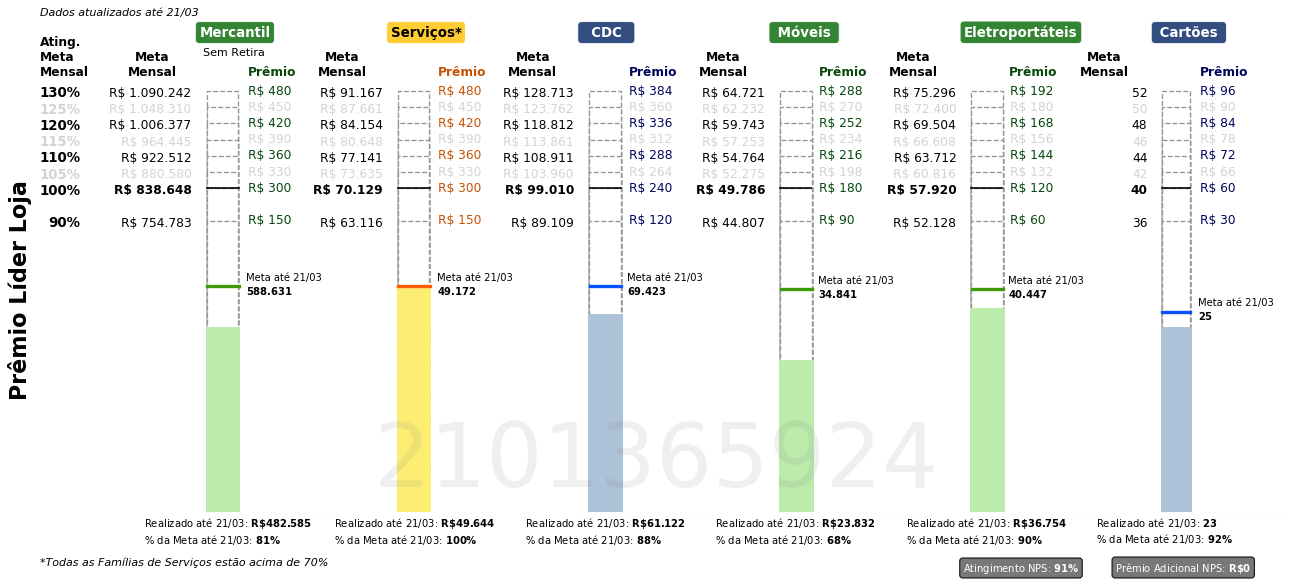 Dados atualizados até 21/03
Mercantil Serviços* CDC Móveis Eletroportáteis Cartões
Sem Retira
Ating. Meta Mensal Meta Mensal Prêmio Meta Mensal Prêmio Meta Mensal Prêmio Meta Mensal Prêmio Meta Mensal Prêmio Meta Mensal Prêmio
130% R$ 1.090.242 R$ 480 R$ 91.167 R$ 480 R$ 128.713 R$ 384 R$ 64.721 R$ 288 R$ 75.296 R$ 192 52 R$ 96
125% R$ 1.048.310 R$ 450 R$ 87.661 R$ 450 R$ 123.762 R$ 360 R$ 62.232 R$ 270 R$ 72.400 R$ 180 50 R$ 90
120% R$ 1.006.377 R$ 420 R$ 84.154 R$ 420 R$ 118.812 R$ 336 R$ 59.743 R$ 252 R$ 69.504 R$ 168 48 R$ 84
115% R$ 964.445 R$ 390 R$ 80.648 R$ 390 R$ 113.861 R$ 312 R$ 57.253 R$ 234 R$ 66.608 R$ 156 46 R$ 78
110% R$ 922.512 R$ 360 R$ 77.141 R$ 360 R$ 108.911 R$ 288 R$ 54.764 R$ 216 R$ 63.712 R$ 144 44 R$ 72
105% R$ 880.580 R$ 330 R$ 73.635 R$ 330 R$ 103.960 R$ 264 R$ 52.275 R$ 198 R$ 60.816 R$ 132 42 R$ 66
100% R$ 838.648 R$ 300 R$ 70.129 R$ 300 R$ 99.010 R$ 240 R$ 49.786 R$ 180 R$ 57.920 R$ 120 40 R$ 60
90% R$ 754.783 R$ 150 R$ 63.116 R$ 150 R$ 89.109 R$ 120 R$ 44.807 R$ 90 R$ 52.128 R$ 60 36 R$ 30
Prêmio Líder Loja
Meta até 21/03 Meta até 21/03 Meta até 21/03 Meta até 21/03 Meta até 21/03 Meta até 21/03
588.631 49.172 69.423 34.841 40.447 25
2101365924
Realizado até 21/03: R$482.585 Realizado até 21/03: R$49.644 Realizado até 21/03: R$61.122 Realizado até 21/03: R$23.832 Realizado até 21/03: R$36.754 Realizado até 21/03: 23
% da Meta até 21/03: 81% % da Meta até 21/03: 100% % da Meta até 21/03: 88% % da Meta até 21/03: 68% % da Meta até 21/03: 90% % da Meta até 21/03: 92%
*Todas as Famílias de Serviços estão acima de 70%
Atingimento NPS: 91% Prêmio Adicional NPS: R$0